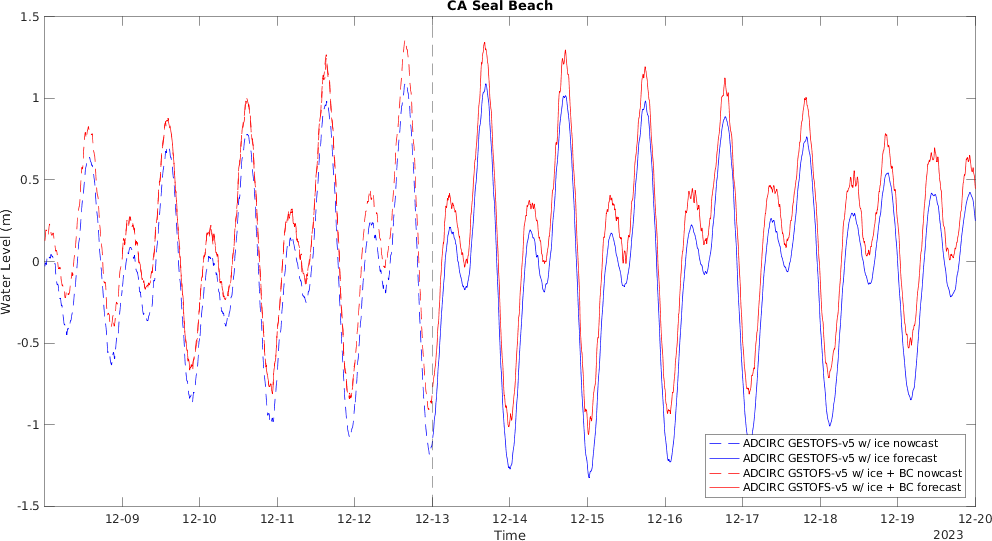 CA Seal Beach
Water Level (m)
1.5
1
0.5
0
-0.5
-1
-1.5
ADCIRC GESTOFS-v5 w/ ice nowcast
ADCIRC GESTOFS-v5 w/ ice forecast
ADCIRC GSTOFS-v5 w/ ice + BC nowcast
ADCIRC GSTOFS-v5 w/ ice + BC forecast
12-09 12-10 12-11 12-12 12-13 12-14 12-15 12-16 12-17 12-18 12-19 12-20
Time
2023